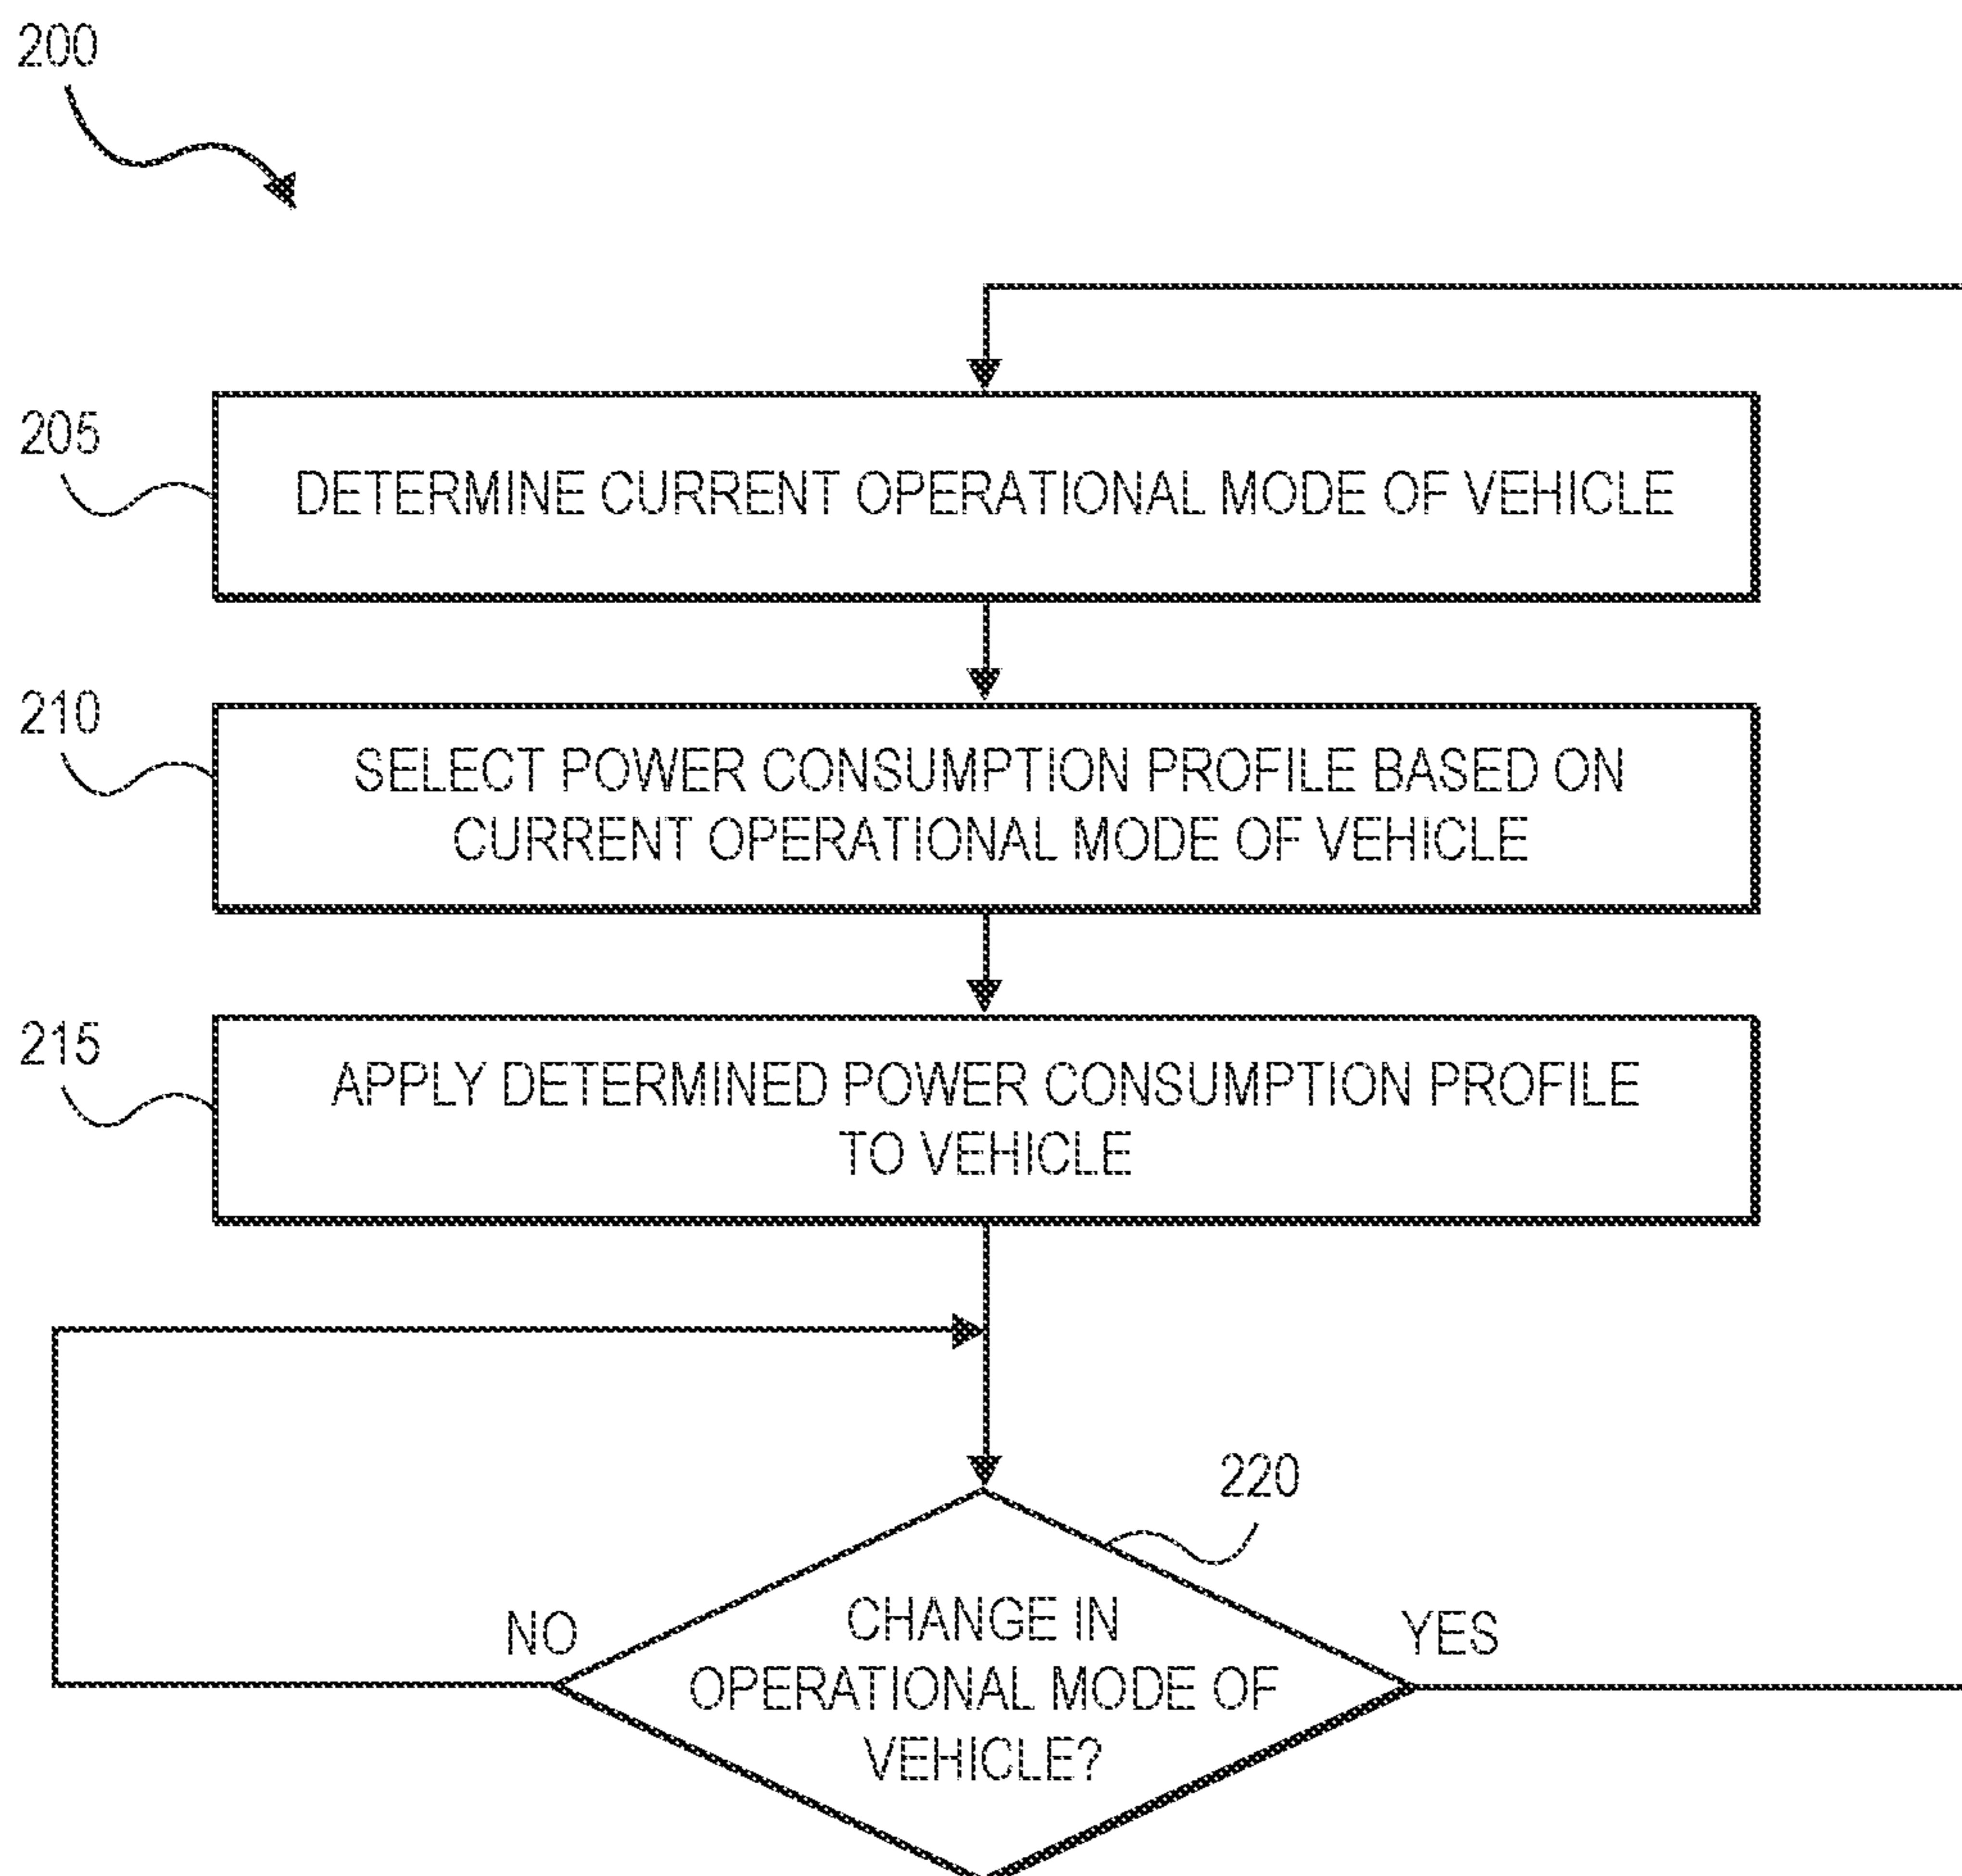 200
205
DETERMINE CURRENT OPERATIONAL MODE OF VEHICLE
210
SELECT POWER CONSUMPTION PROFILE BASED ON
CURRENT OPERATIONAL MODE OF VEHICLE
215
APPLY DETERMINED POWER CONSUMPTION PROFILE
TO VEHICLE
220
NO
CHANGE IN
OPERATIONAL MODE OF
VEHICLE?
YES